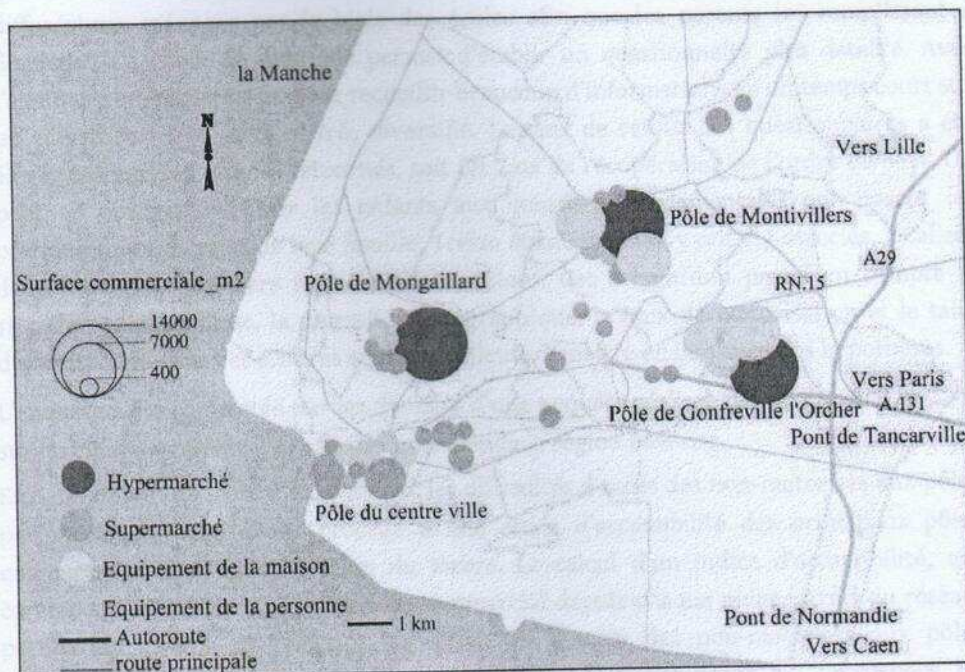 la Manche
N
Vers Lille
Pôle de Montivillers
A29
RN.15
Surface commerciale_m2
14000
7000
400
Pôle de Mongaillard
Vers Paris
A.131
Pôle de Gonfreville l'Orcher
Pont de Tancarville
Hypermarché
Pôle du centre ville
Supermarché
Equipement de la maison
Equipement de la personne
1 km
Autoroute
route principale
Pont de Normandie
Vers Caen